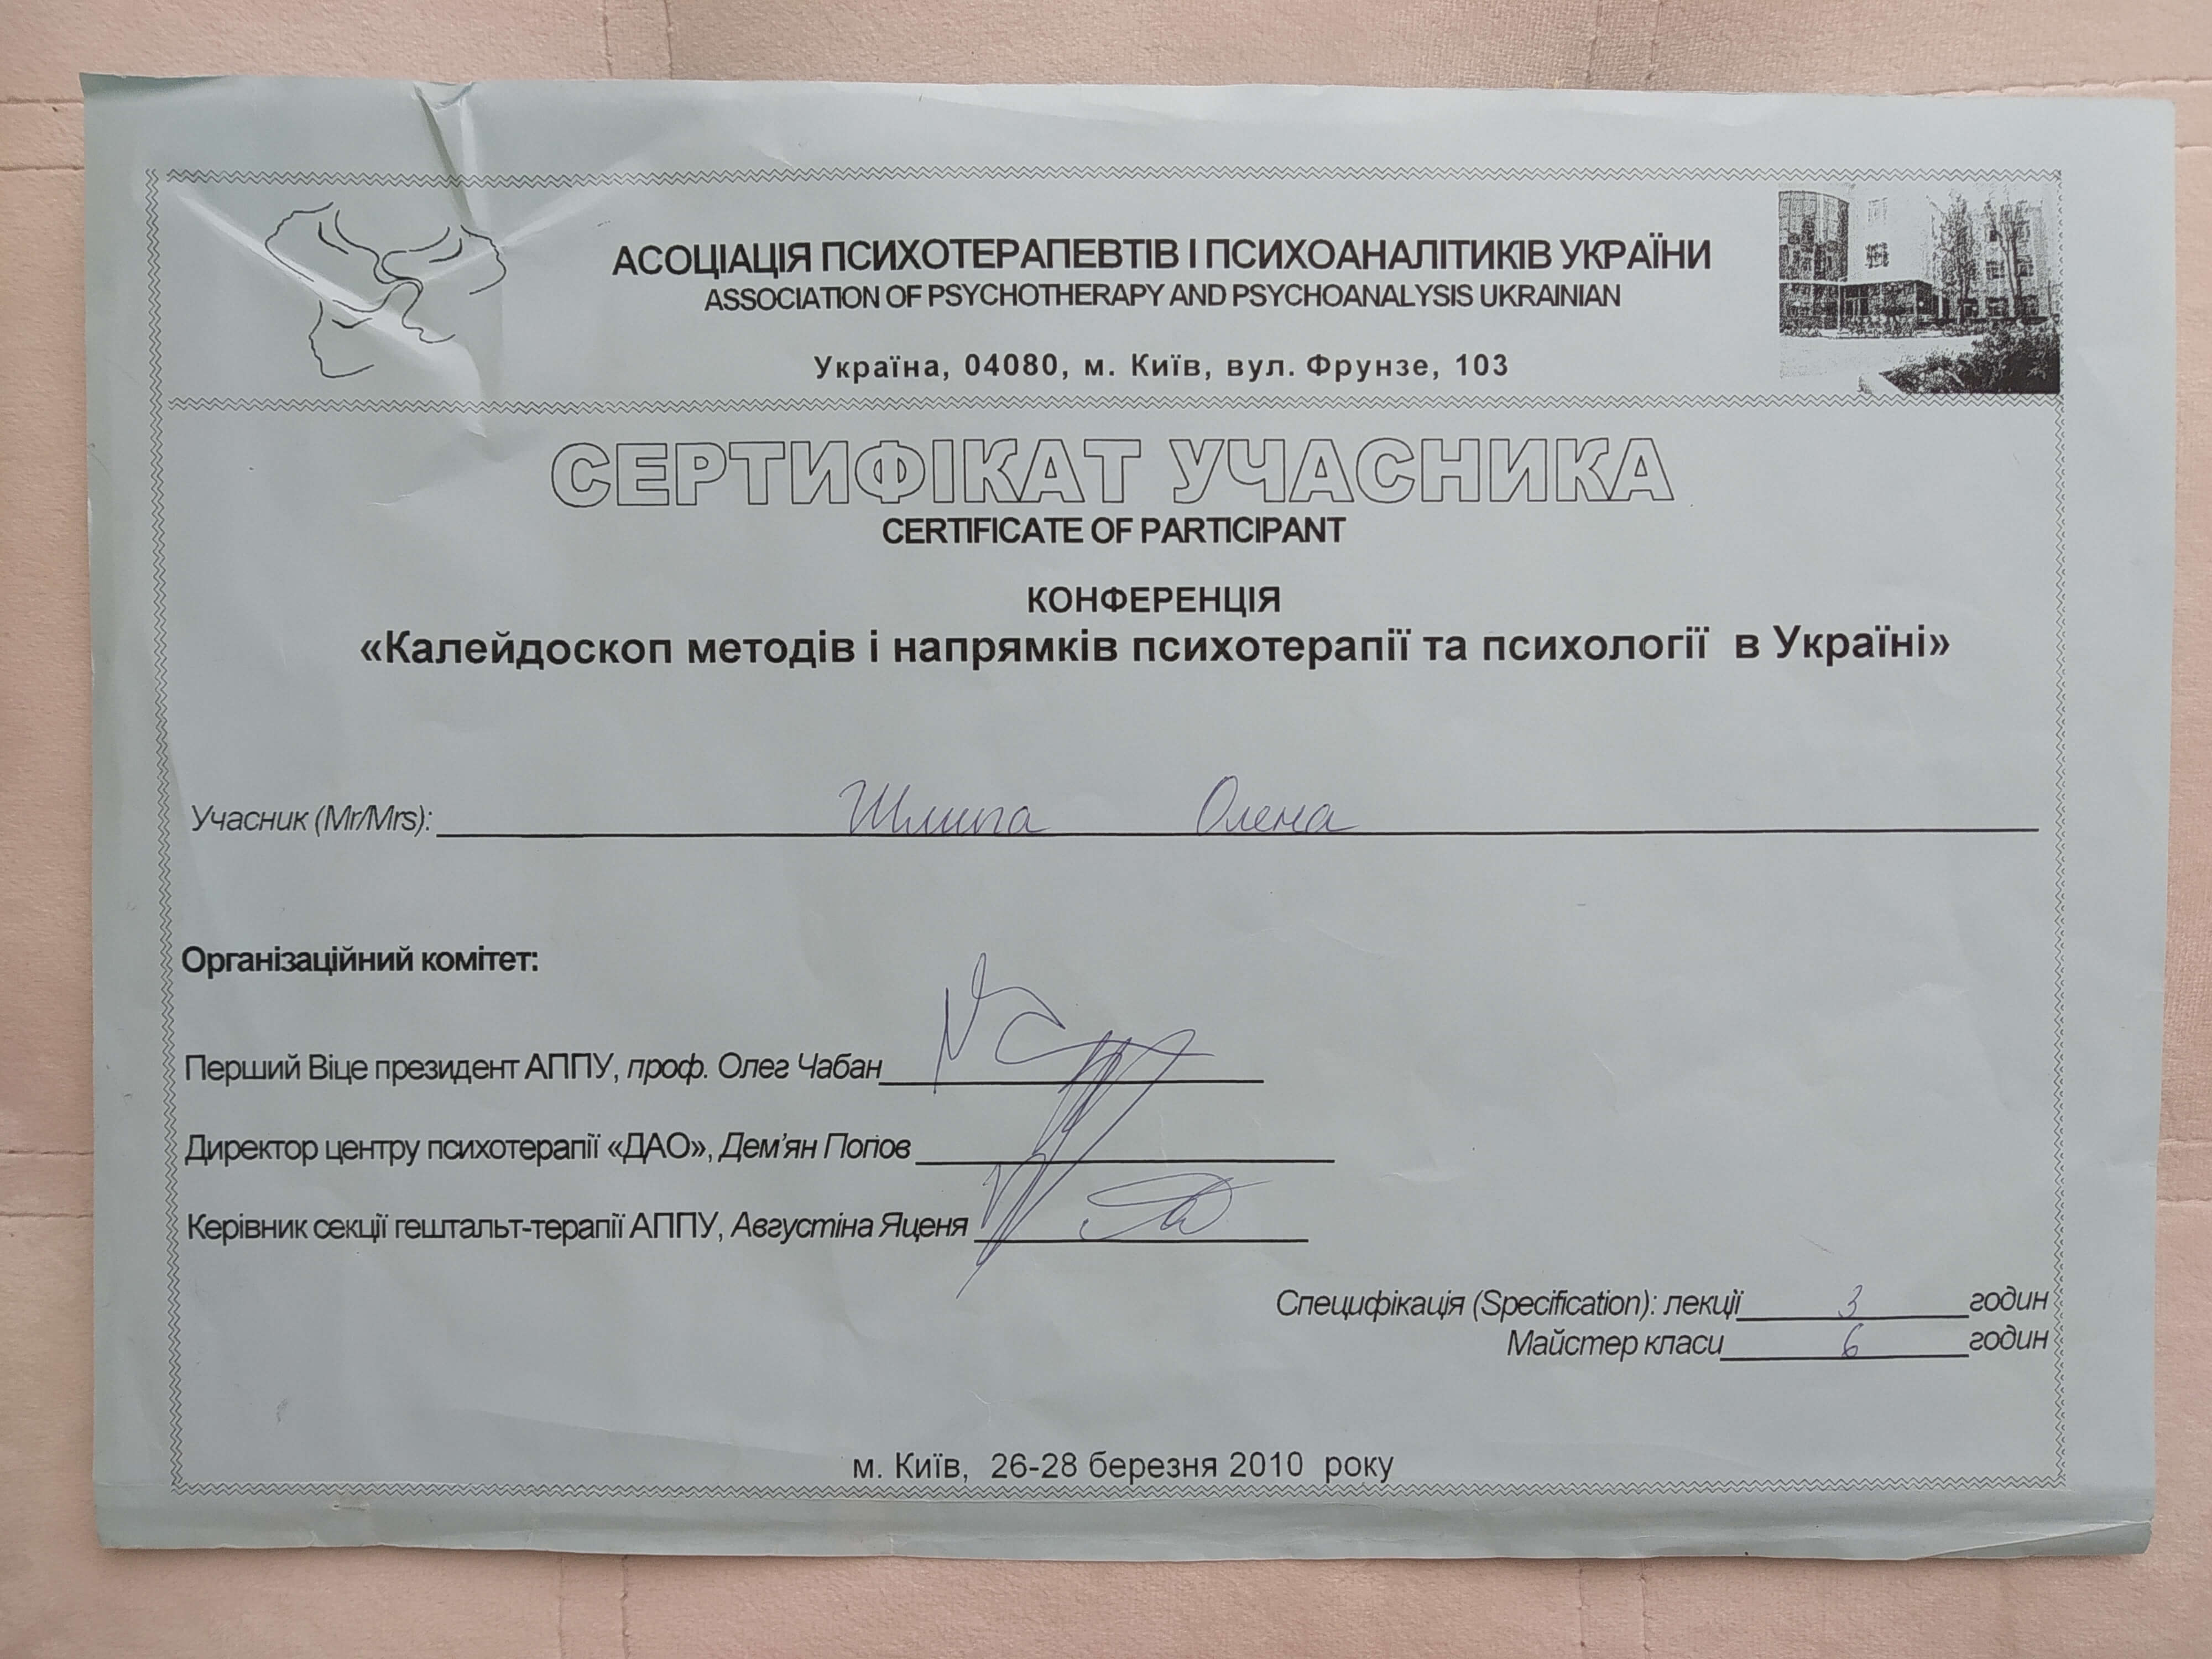 АСОЦІАЦІЯ ПСИХОТЕРАПЕВТІВ І ПСИХОАНАЛІТИКІВ УКРАЇНИ
ASSOCIATION OF PSYCHOTHERAPY AND PSYCHOANALYSIS UKRAINIAN
Україна, 04080, м. Київ, вул. Фрунзе, 103
СЕРТИФІКАТ УЧАСНИКА
CERTIFICATE OF PARTICIPANT
КОНФЕРЕНЦІЯ
«Калейдоскоп методів і напрямків психотерапії та психології в Україні»
Учасник (Mr/Mrs): Олена
Організаційний комітет:
Перший Віце президент АППУ, проф. Олег Чабан
Директор центру психотерапії «ДАО», Дем'ян Попов
Керівник секції гештальт-терапії АППУ, Августіна Яценя
Специфікація (Specification): лекції 3 годин
Майстер класи 6 годин
м. Київ, 26-28 березня 2010 року